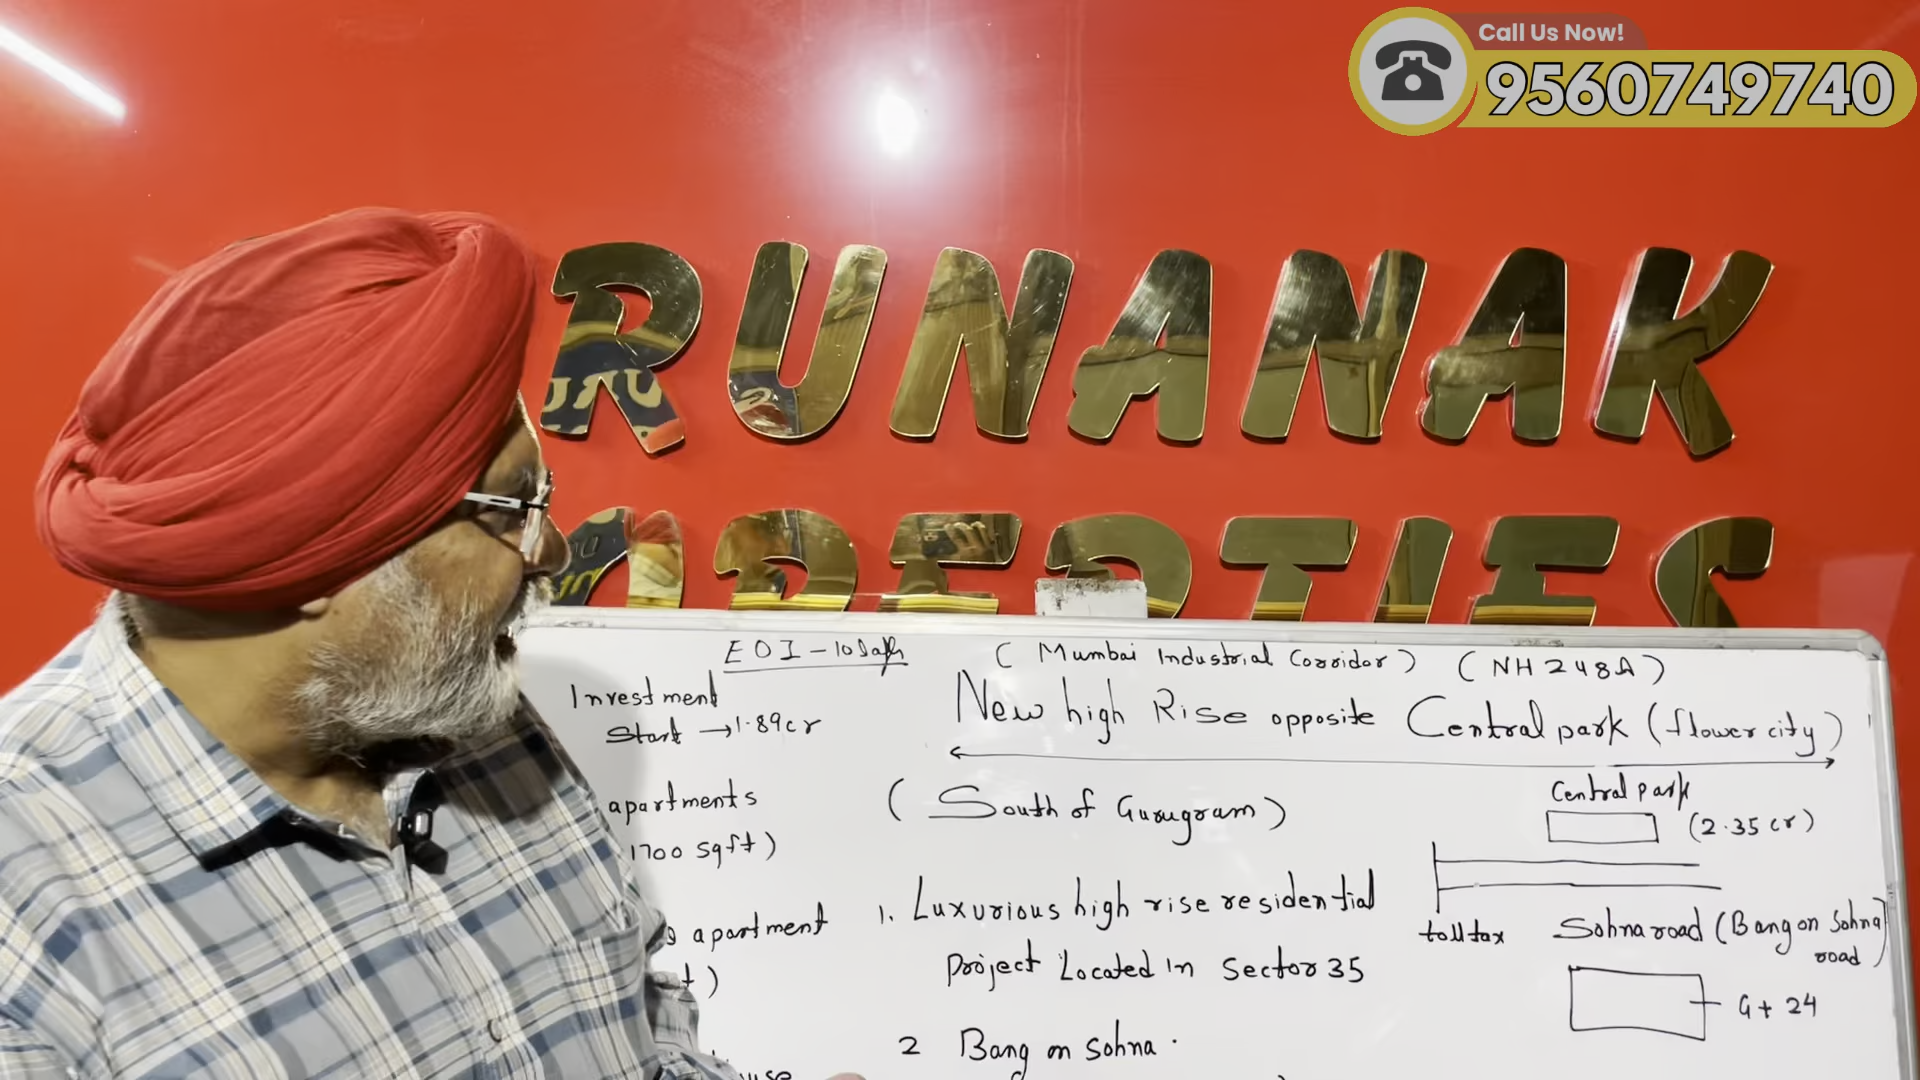 Call Us Now!
9560749740
RUNANAK
OPERTIES
EOI - 10 Lakh
(Mumbai Industrial Corridor) (NH248A)
Investment
Start → 1.89cr
New high Rise opposite Central park (flower city)
apartments
1700 sqft)
(South of Gurugram)
Central park
(2.35 cr)
1. Luxurious high rise residential
Project Located in Sector 35
apartment
t)
toll tax
Sohna road (Bang on Sohna
road)
G + 24
2 Bang on Sohna
use